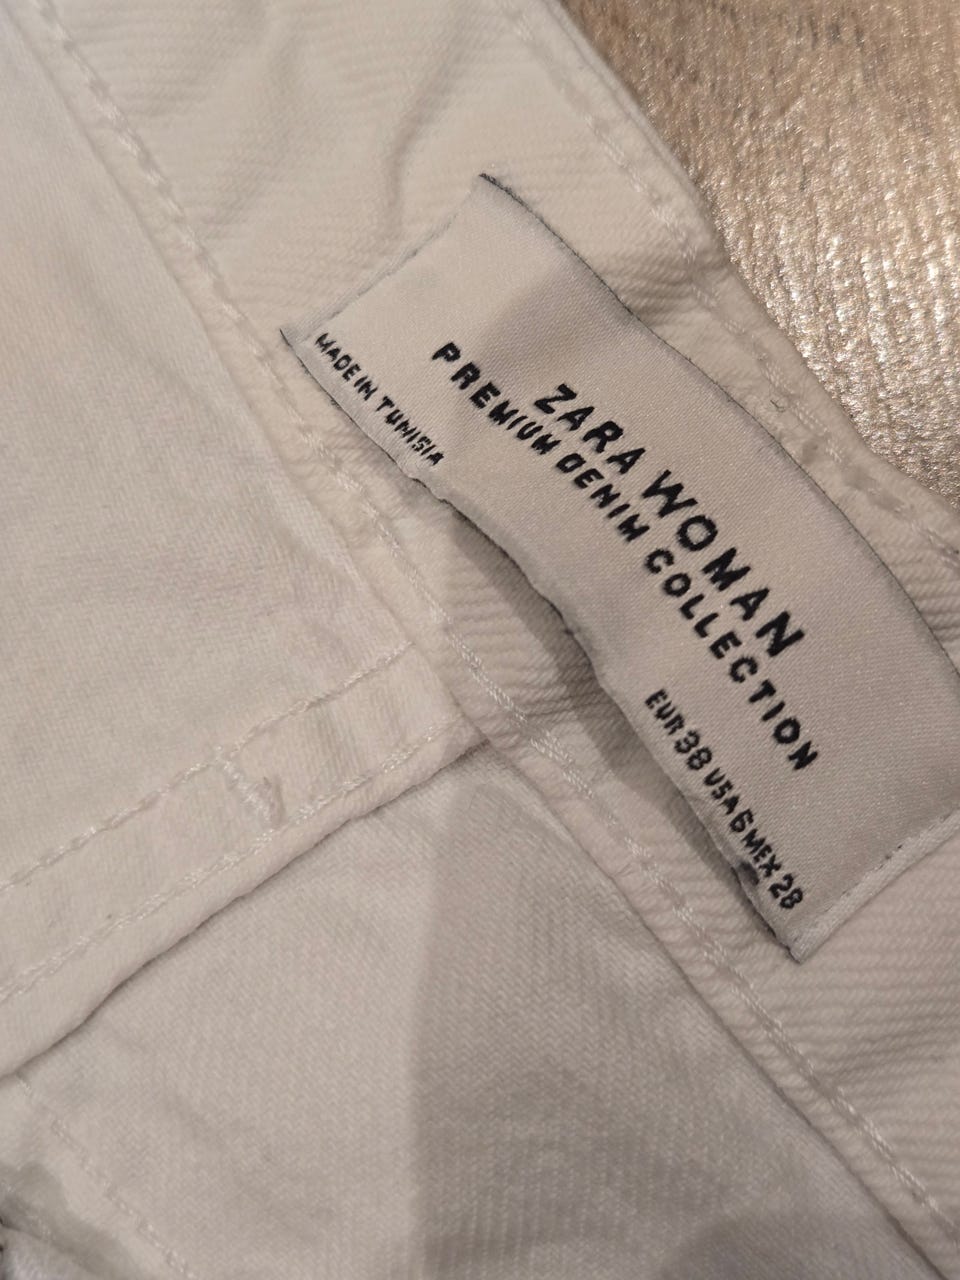 ZARA WOMAN
PREMIUM DENIM COLLECTION
MADE IN TUNISIA
EUR 38 USA 6 MEX 28